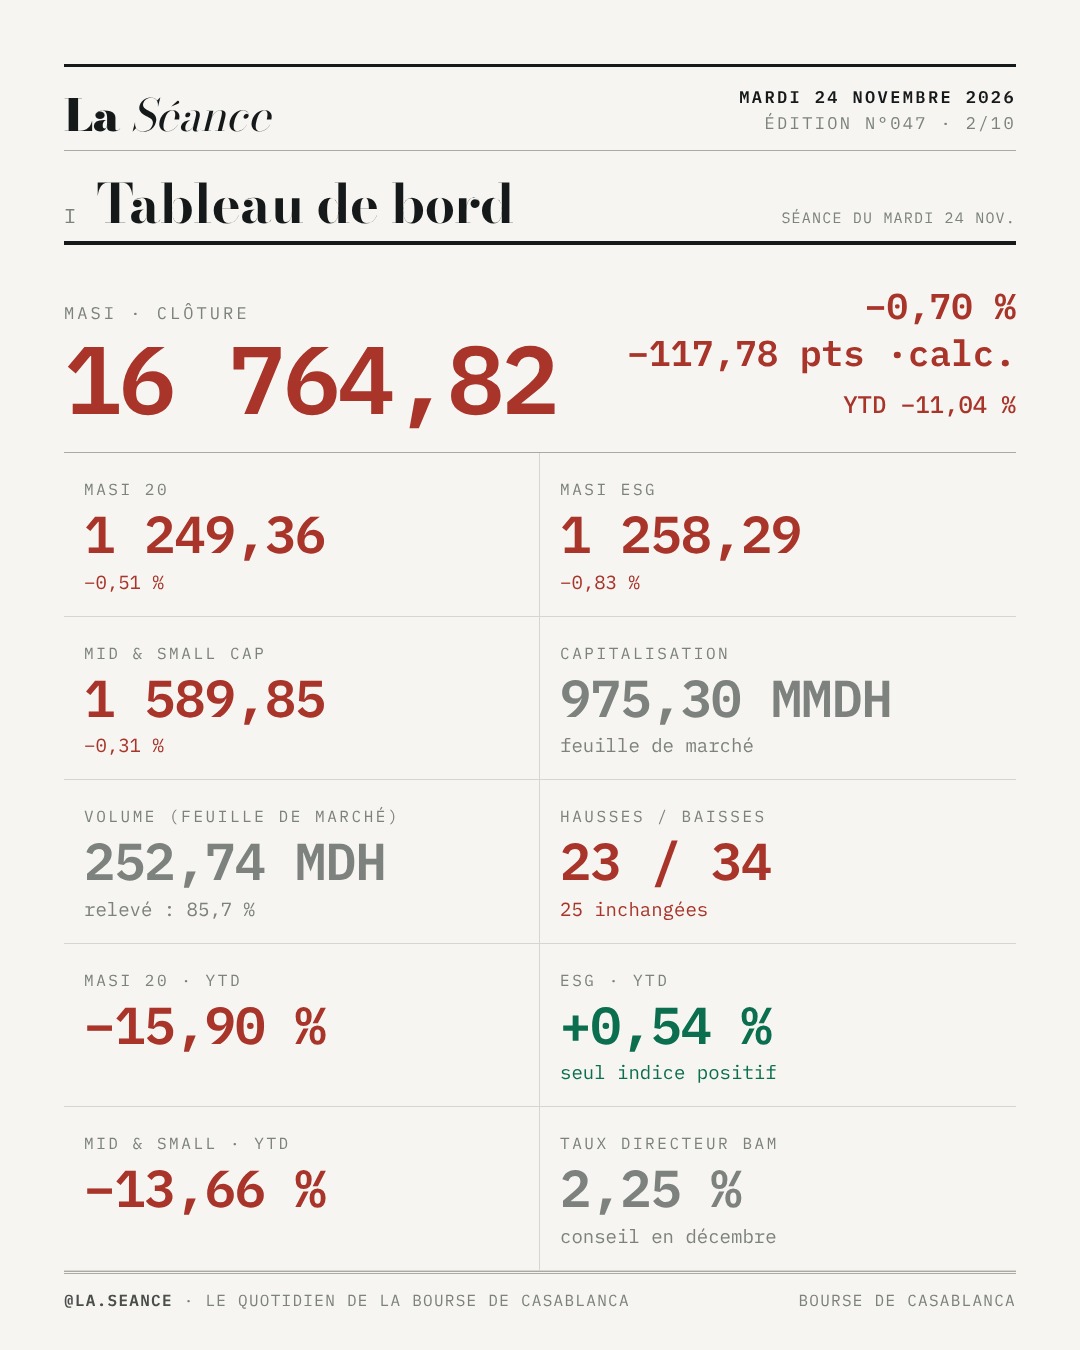 La Séance
MARDI 24 NOVEMBRE 2026
ÉDITION N°047 · 2/10
I Tableau de bord
SÉANCE DU MARDI 24 NOV.
MASI · CLÔTURE
16 764,82
−0,70 %
−117,78 pts ·calc.
YTD −11,04 %
MASI 20
1 249,36
−0,51 %
MASI ESG
1 258,29
−0,83 %
MID & SMALL CAP
1 589,85
−0,31 %
CAPITALISATION
975,30 MMDH
feuille de marché
VOLUME (FEUILLE DE MARCHÉ)
252,74 MDH
relevé : 85,7 %
HAUSSES / BAISSES
23 / 34
25 inchangées
MASI 20 · YTD
−15,90 %
ESG · YTD
+0,54 %
seul indice positif
MID & SMALL · YTD
−13,66 %
TAUX DIRECTEUR BAM
2,25 %
conseil en décembre
@LA.SEANCE · LE QUOTIDIEN DE LA BOURSE DE CASABLANCA
BOURSE DE CASABLANCA